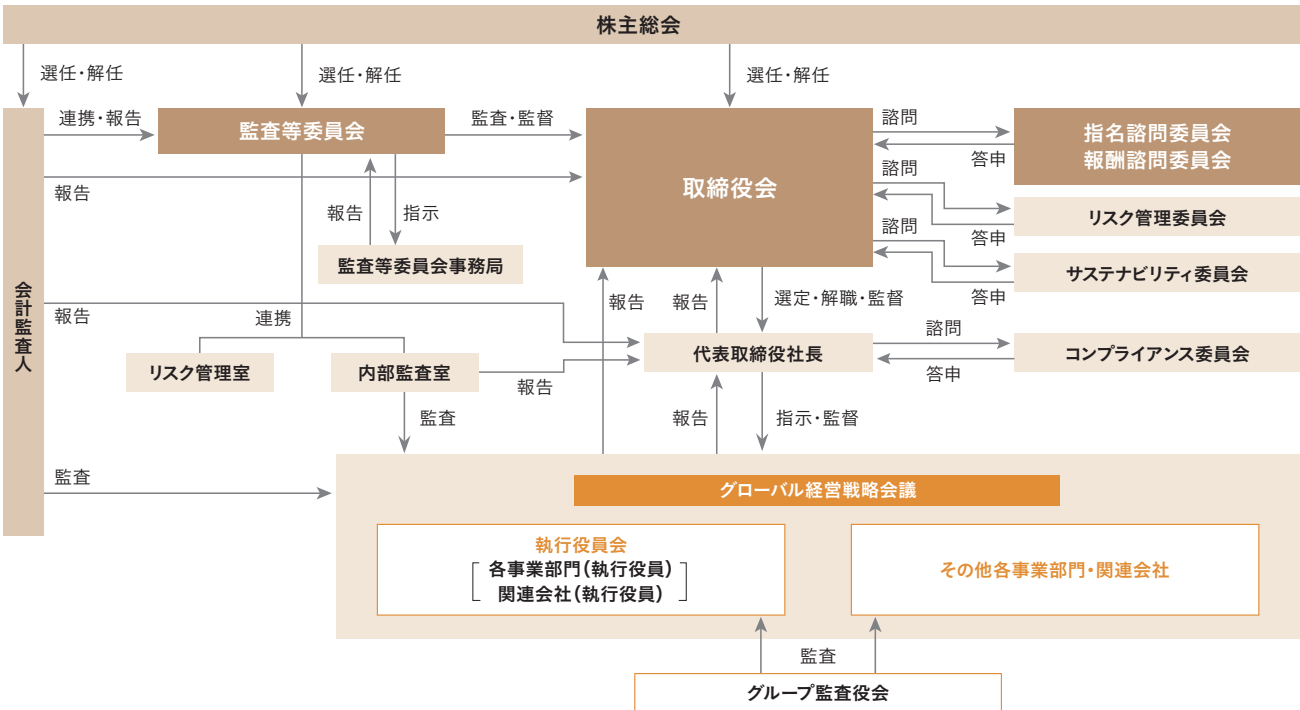 株主総会
選任・解任
選任・解任
選任・解任
会計監査人
連携・報告
監査等委員会
監査・監督
取締役会
諮問
答申
指名諮問委員会
報酬諮問委員会
報告
諮問
答申
リスク管理委員会
報告
指示
諮問
答申
サステナビリティ委員会
監査等委員会事務局
報告
連携
報告
報告
選定・解職・監督
リスク管理室
内部監査室
報告
代表取締役社長
諮問
答申
コンプライアンス委員会
監査
報告
指示・監督
監査
グローバル経営戦略会議
執行役員会
各事業部門(執行役員)
関連会社(執行役員)
その他各事業部門・関連会社
監査
グループ監査役会